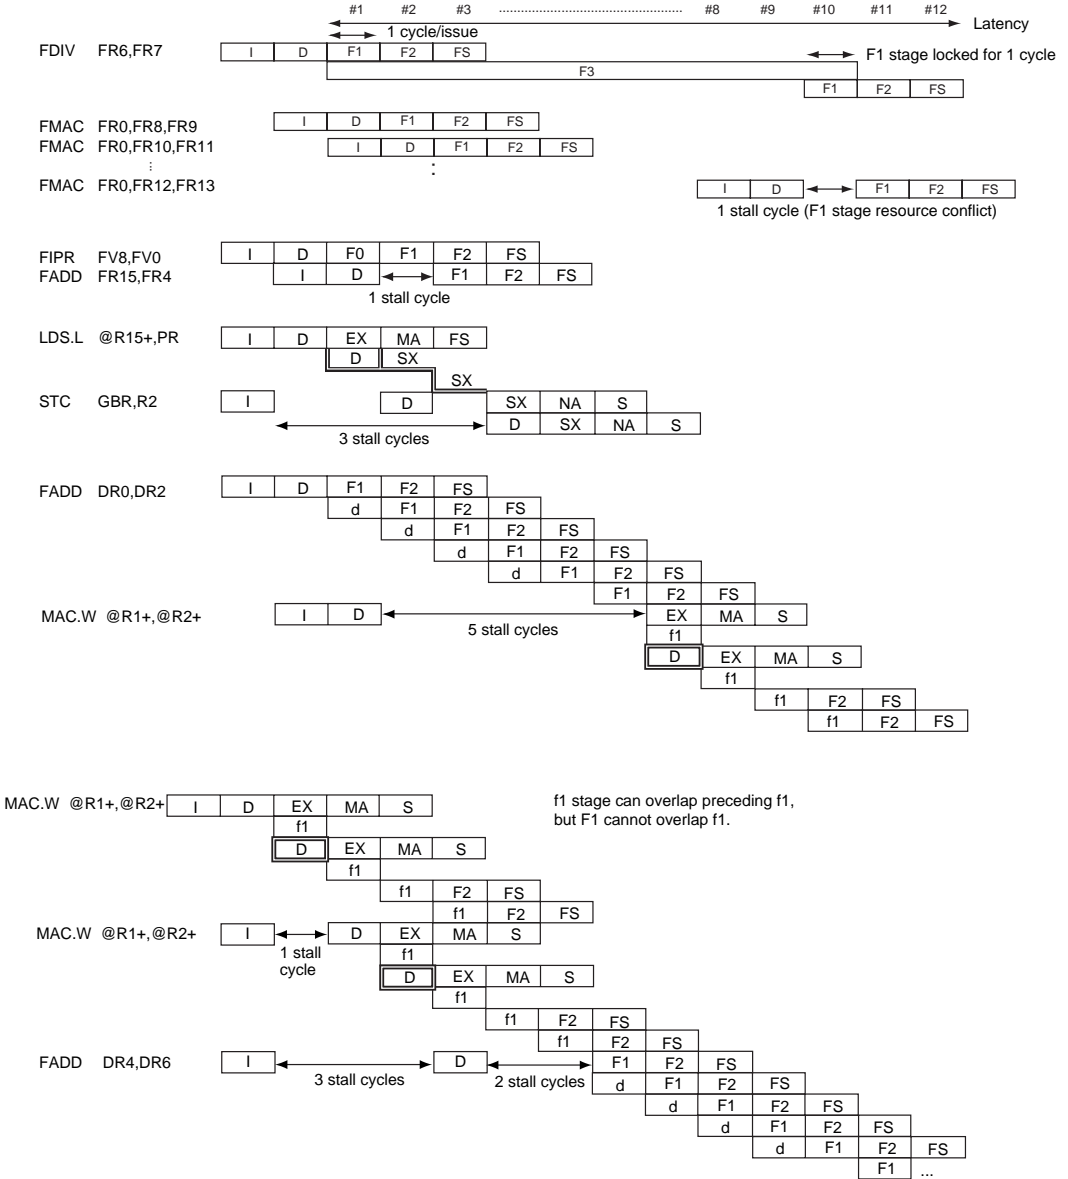 #1 #2 #3 ........ #8 #9 #10 #11 #12
Latency
1 cycle/issue
FDIV FR6,FR7 I D F1 F2 FS
F1 stage locked for 1 cycle
F3
F1 F2 FS
FMAC FR0,FR8,FR9 I D F1 F2 FS
FMAC FR0,FR10,FR11 I D F1 F2 FS
⋮ :
FMAC FR0,FR12,FR13 I D F1 F2 FS
1 stall cycle (F1 stage resource conflict)
FIPR FV8,FV0 I D F0 F1 F2 FS
FADD FR15,FR4 I D F1 F2 FS
1 stall cycle
LDS.L @R15+,PR I D EX MA FS
D SX
SX
STC GBR,R2 I D SX NA S
D SX NA S
3 stall cycles
FADD DR0,DR2 I D F1 F2 FS
d F1 F2 FS
d F1 F2 FS
d F1 F2 FS
d F1 F2 FS
F1 F2 FS
MAC.W @R1+,@R2+ I D EX MA S
5 stall cycles
f1
D EX MA S
f1
f1 F2 FS
f1 F2 FS
MAC.W @R1+,@R2+ I D EX MA S
f1 stage can overlap preceding f1,
but F1 cannot overlap f1.
f1
D EX MA S
f1
f1 F2 FS
f1 F2 FS
MAC.W @R1+,@R2+ I D EX MA S
1 stall
cycle
f1
D EX MA S
f1
f1 F2 FS
f1 F2 FS
FADD DR4,DR6 I D F1 F2 FS
3 stall cycles 2 stall cycles
d F1 F2 FS
d F1 F2 FS
d F1 F2 FS
d F1 F2 FS
F1 ...